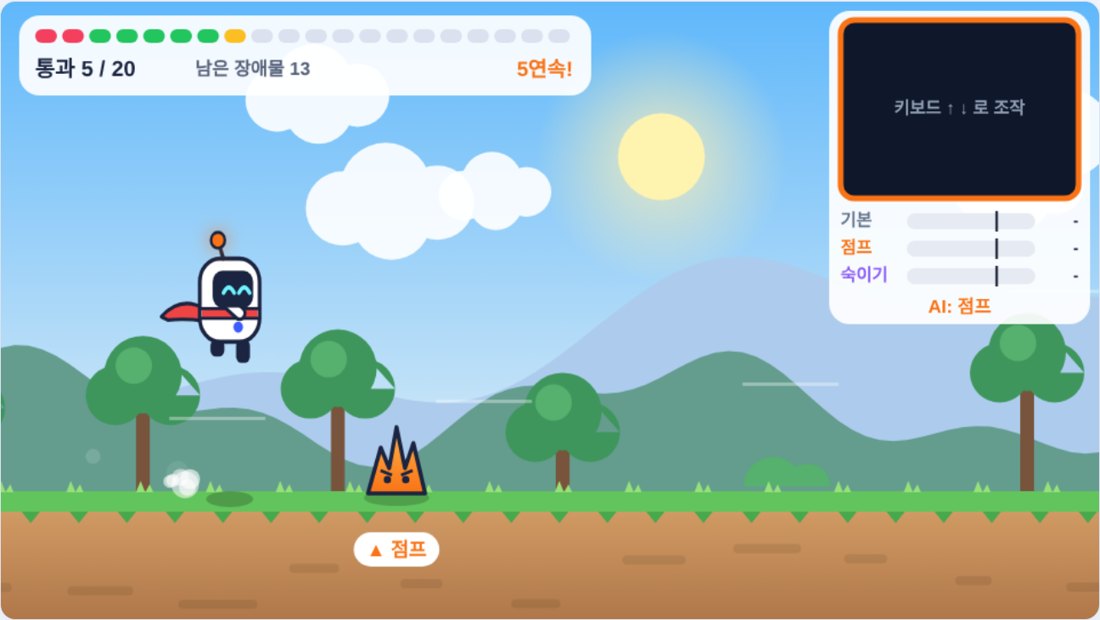 통과 5 / 20 남은 장애물 13 5연속!
키보드 ↑ ↓ 로 조작
기본 -
점프 -
숙이기 -
AI: 점프
▲ 점프